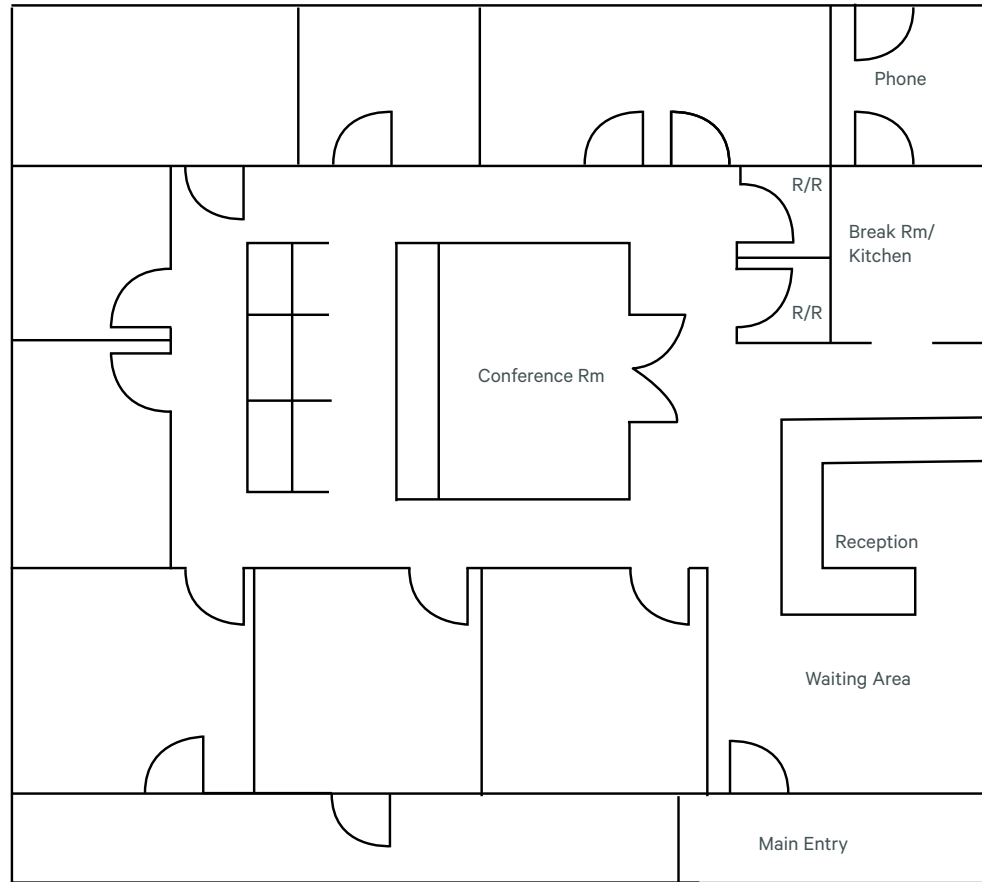 Phone
R/R
Break Rm/
Kitchen
R/R
Conference Rm
Reception
Waiting Area
Main Entry